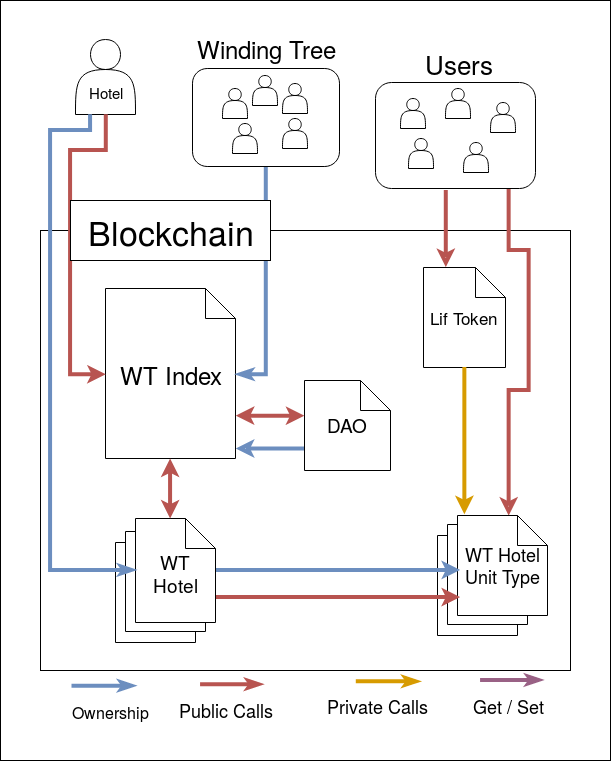 Winding Tree
Users
Hotel
Blockchain
Lif Token
WT Index
DAO
WT
Hotel
WT Hotel
Unit Type
Ownership
Public Calls
Private Calls
Get / Set